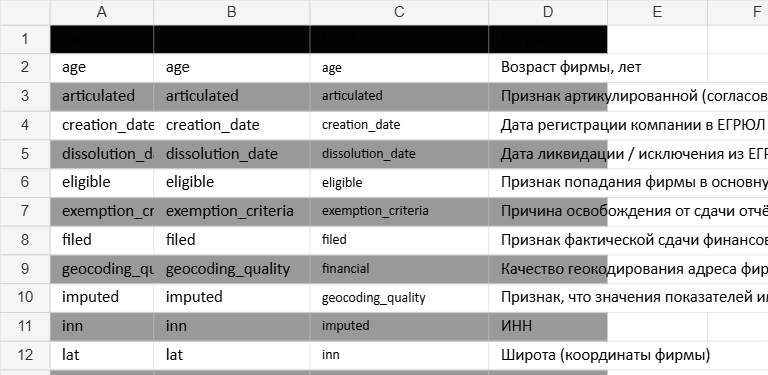 A B C D E F
1
2 age age age Возраст фирмы, лет
3 articulated articulated articulated Признак артикулированной (согласов
4 creation_date creation_date creation_date Дата регистрации компании в ЕГРЮЛ
5 dissolution_d dissolution_date dissolution_date Дата ликвидации / исключения из ЕГР
6 eligible eligible eligible Признак попадания фирмы в основну
7 exemption_cr exemption_criteria exemption_criteria Причина освобождения от сдачи отчё
8 filed filed filed Признак фактической сдачи финансов
9 geocoding_qu geocoding_quality financial Качество геокодирования адреса фир
10 imputed imputed geocoding_quality Признак, что значения показателей и
11 inn inn imputed ИНН
12 lat lat inn Широта (координаты фирмы)